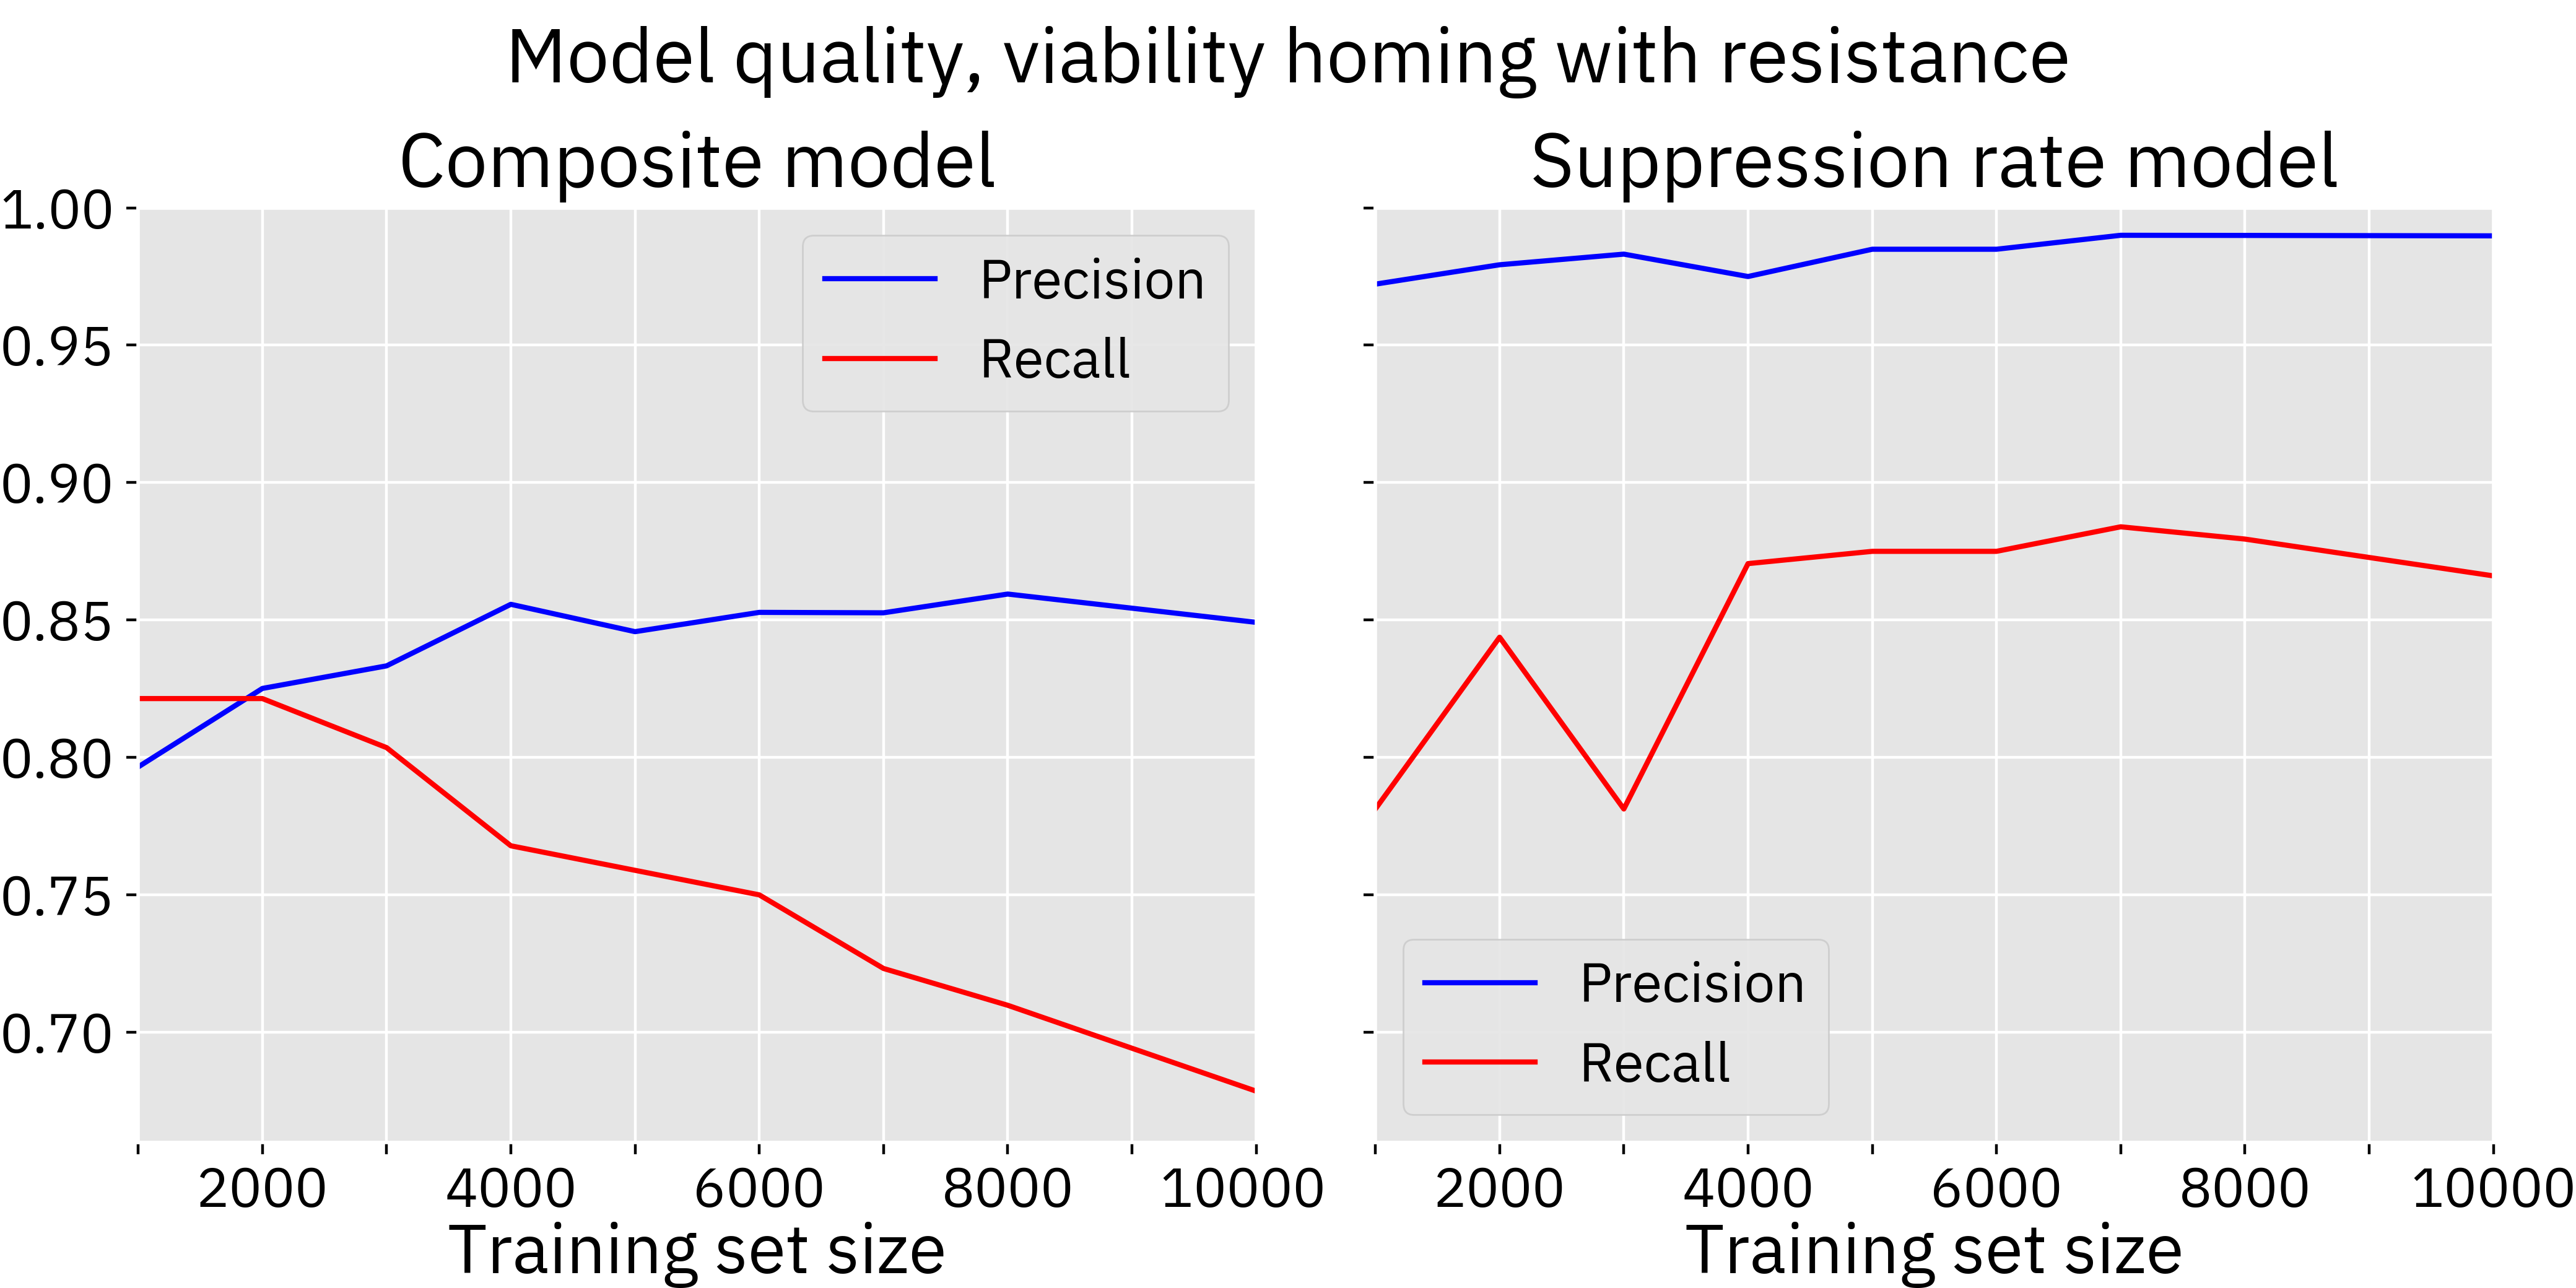 Model quality, viability homing with resistance
Composite model
1.00
0.95
0.90
0.85
0.80
0.75
0.70
Precision
Recall
2000 4000 6000 8000 10000
Training set size
Suppression rate model
Precision
Recall
2000 4000 6000 8000 10000
Training set size